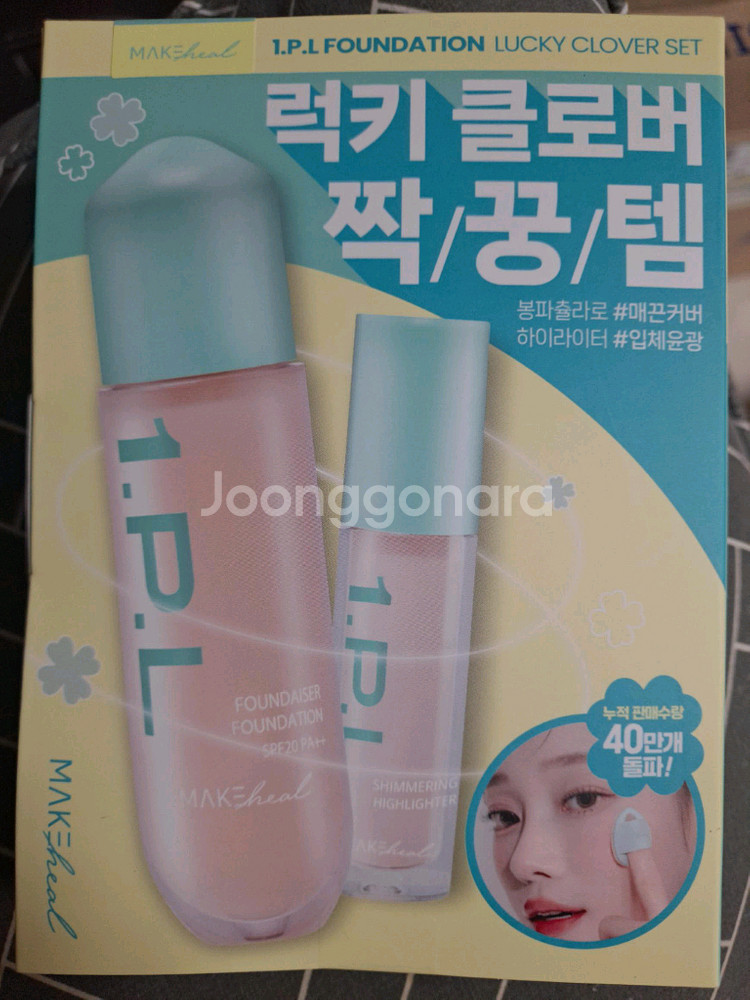 MAKEheal
1.P.L FOUNDATION LUCKY CLOVER SET
럭키 클로버
짝/꿍/템
봉파츌라로 #매끈커버
하이라이터 #입체윤광
Joonggonara
1.P.L
FOUNDAISER
FOUNDATION
SPF20 PA++
MAKEheal
1.P.L
SHIMMERING
HIGHLIGHTER
MAKEheal
누적 판매수량
40만개
돌파!
MAKEheal